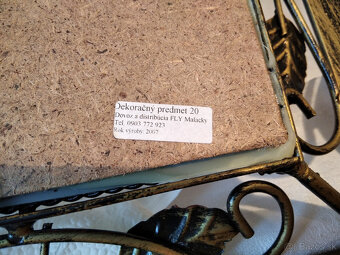 Dekoračný predmet 20
Dovoz a distribúcia FLY Malacky
Tel. 0903 772 923
Rok výroby: 2007